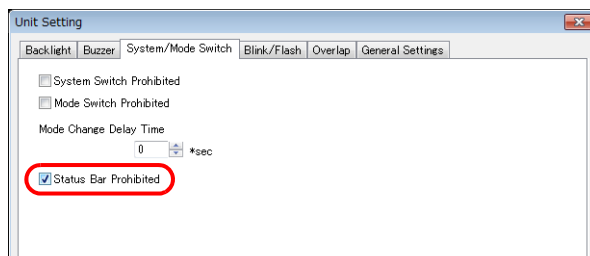 Unit Setting
Backlight Buzzer System/Mode Switch Blink/Flash Overlap General Settings
System Switch Prohibited
Mode Switch Prohibited
Mode Change Delay Time
0 *sec
Status Bar Prohibited